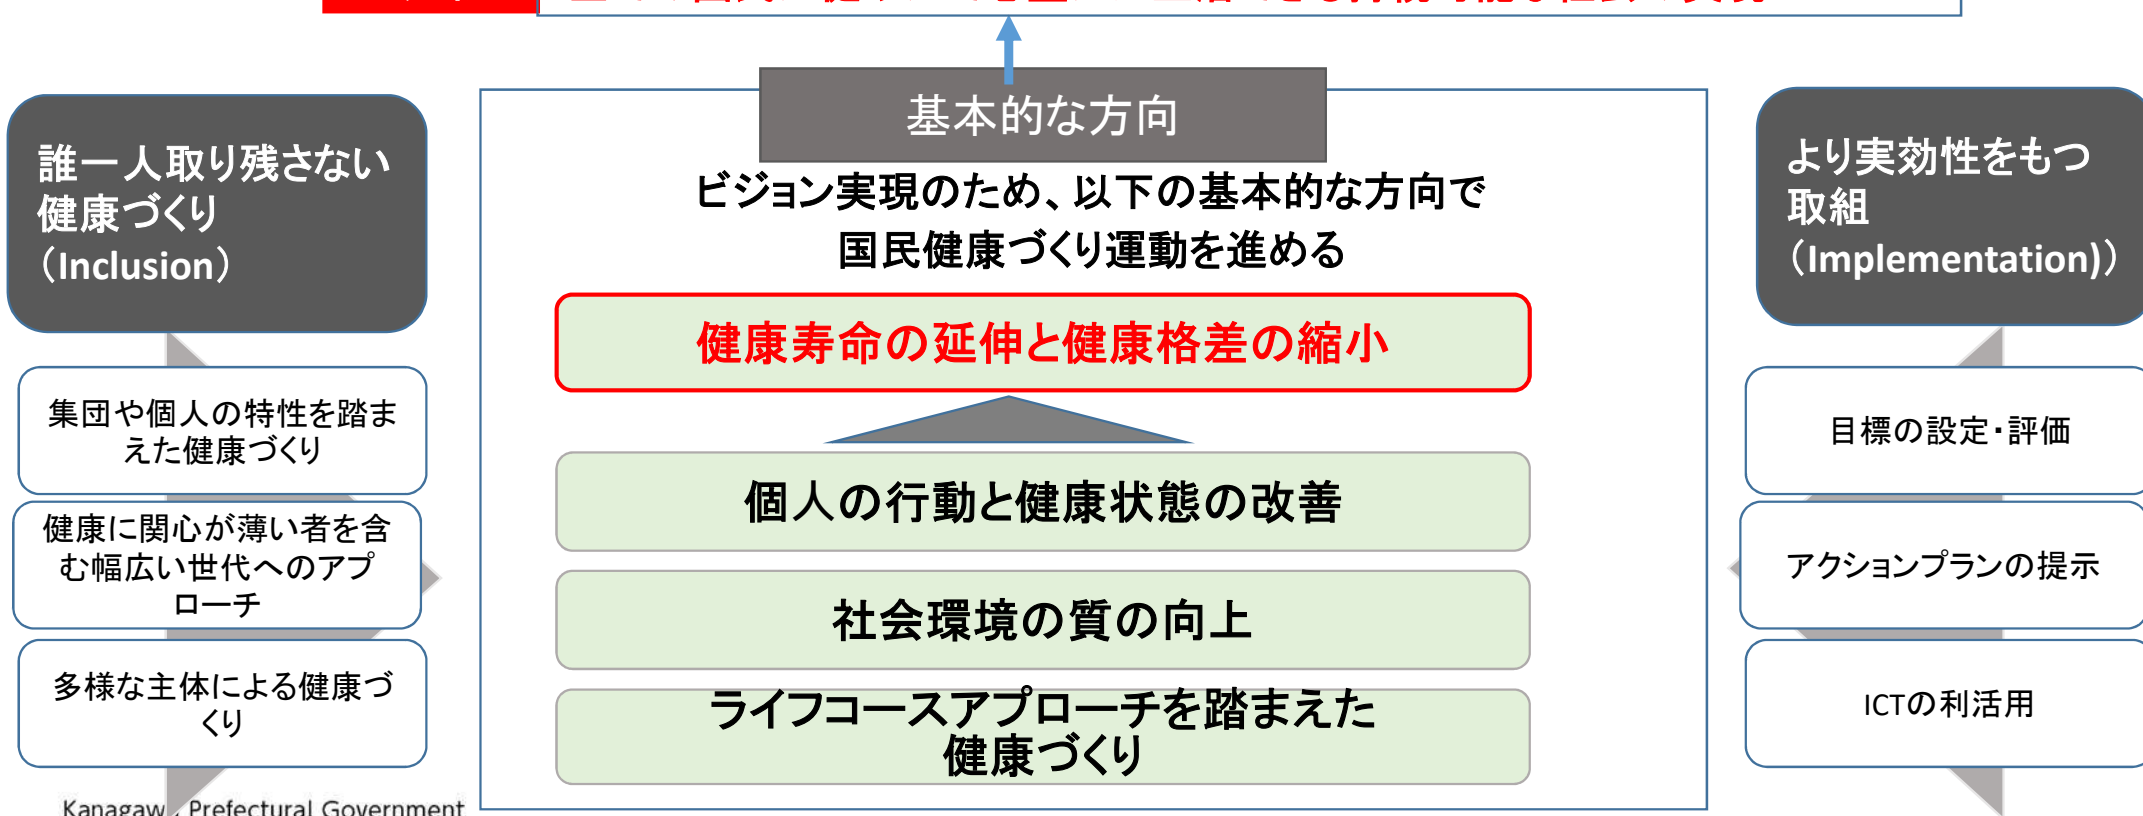 基本的な方向
誰一人取り残さない
健康づくり
（Inclusion）
ビジョン実現のため、以下の基本的な方向で
国民健康づくり運動を進める
より実効性をもつ
取組
（Implementation)）
健康寿命の延伸と健康格差の縮小
集団や個人の特性を踏ま
えた健康づくり
健康に関心が薄い者を含
む幅広い世代へのアプ
ローチ
多様な主体による健康づ
くり
個人の行動と健康状態の改善
社会環境の質の向上
ライフコースアプローチを踏まえた
健康づくり
目標の設定・評価
アクションプランの提示
ICTの利活用
Kanagawa Prefectural Government